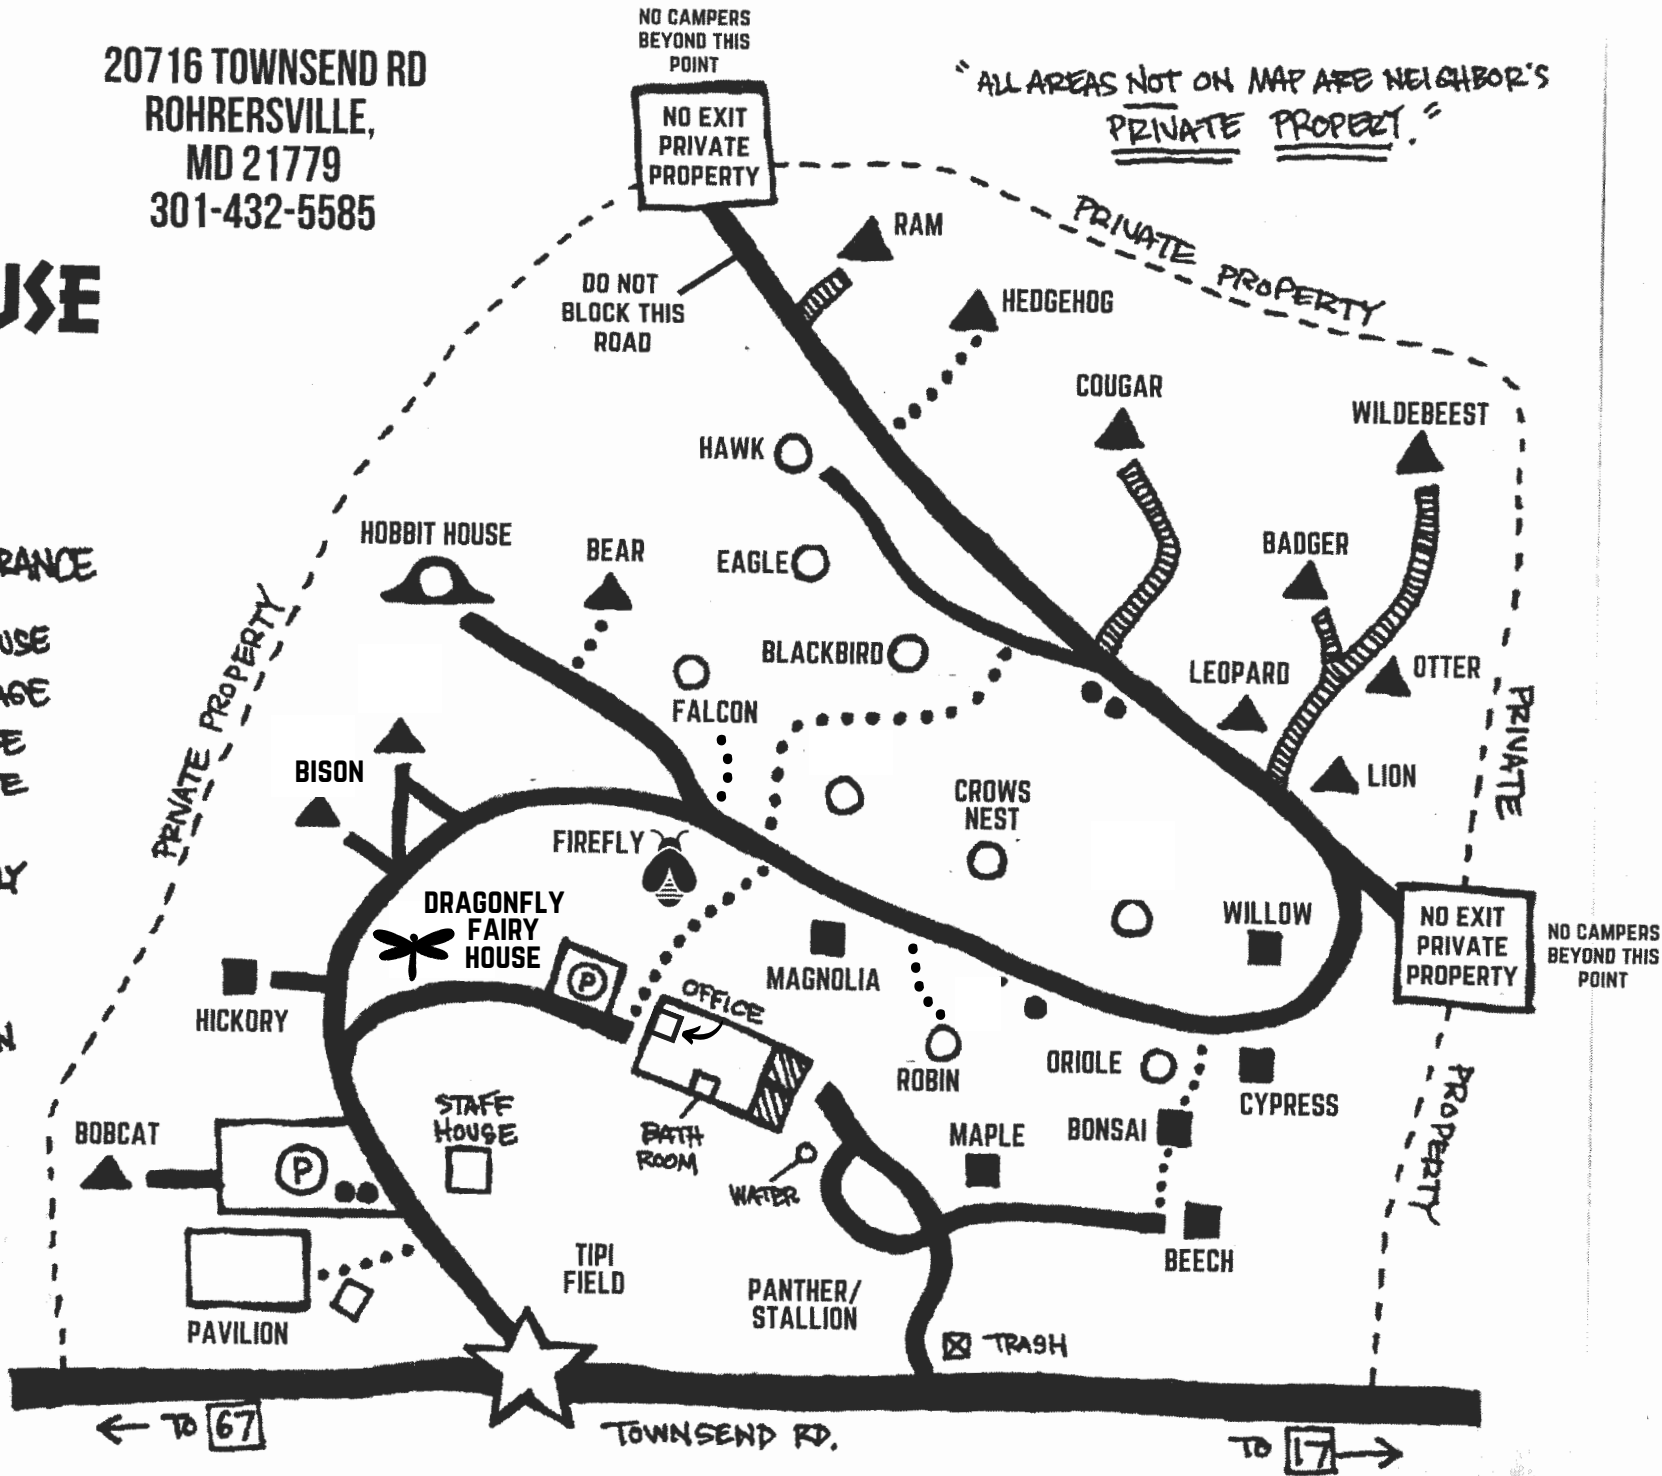 NO CAMPERS
BEYOND THIS
POINT
20716 TOWNSEND RD
ROHRERSVILLE,
MD 21779
301-432-5585
"ALL AREAS NOT ON MAP ARE NEIGHBOR'S
PRIVATE PROPERTY."
NO EXIT
PRIVATE
PROPERTY
PRIVATE PROPERTY
RAM
DO NOT
BLOCK THIS
ROAD
HEDGEHOG
COUGAR
WILDEBEEST
HAWK
HOBBIT HOUSE
BEAR
EAGLE
BADGER
BLACKBIRD
LEOPARD
OTTER
FALCON
PRIVATE PROPERTY
BISON
LION
PRIVATE
CROWS
NEST
FIREFLY
DRAGONFLY
FAIRY
HOUSE
WILLOW
NO EXIT
PRIVATE
PROPERTY
NO CAMPERS
BEYOND THIS
POINT
P
MAGNOLIA
OFFICE
HICKORY
ROBIN
ORIOLE
CYPRESS
PROPERTY
STAFF
HOUSE
BATH
ROOM
WATER
BOBCAT
P
MAPLE
BONSAI
BEECH
TIPI
FIELD
PANTHER/
STALLION
PAVILION
TRASH
TO 67
TOWNSEND RD.
TO 17